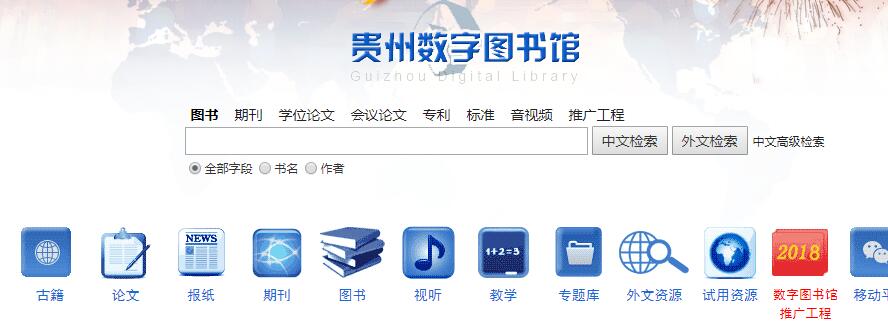 贵州数字图书馆
Guizhou Digital Library
图书 期刊 学位论文 会议论文 专利 标准 音视频 推广工程
中文检索 外文检索 中文高级检索
全部字段 书名 作者
NEWS 1+2=3 2018
古籍 论文 报纸 期刊 图书 视听 教学 专题库 外文资源 试用资源 数字图书馆 移动平
推广工程